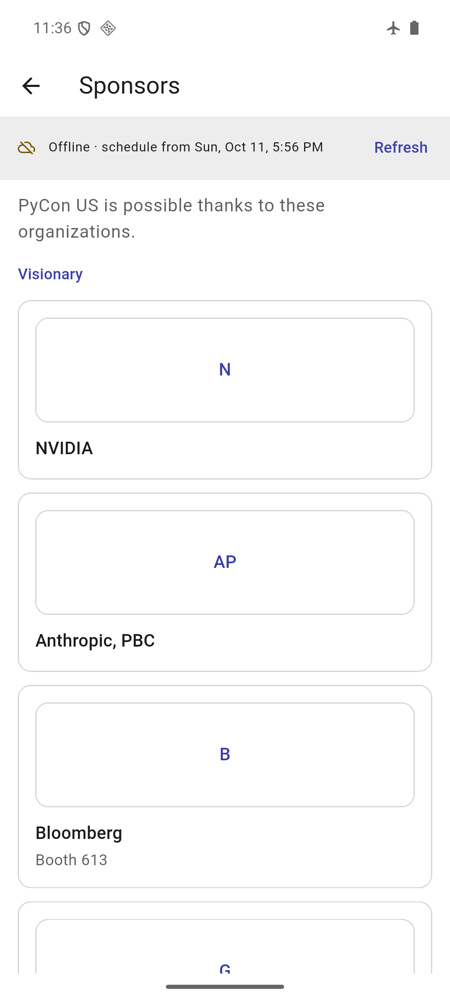 11:36
Sponsors
Offline · schedule from Sun, Oct 11, 5:56 PM
Refresh
PyCon US is possible thanks to these
organizations.
Visionary
N
NVIDIA
AP
Anthropic, PBC
B
Bloomberg
Booth 613
G